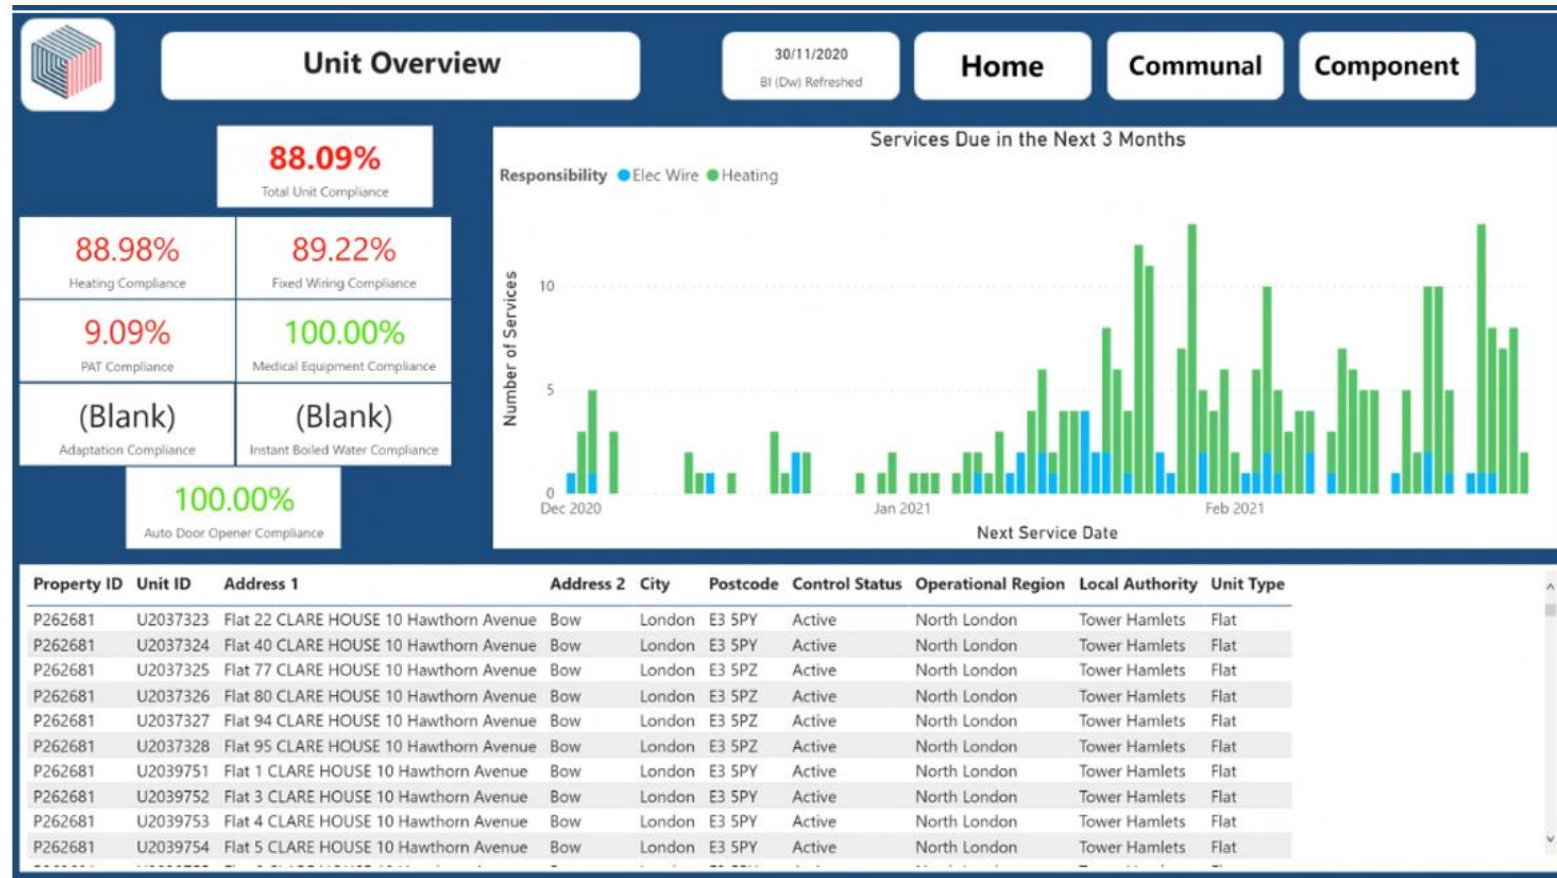 Unit Overview
30/11/2020
BI (Dw) Refreshed
Home
Communal
Component
88.09%
Total Unit Compliance
88.98%
Heating Compliance
89.22%
Fixed Wiring Compliance
9.09%
PAT Compliance
100.00%
Medical Equipment Compliance
(Blank)
Adaptation Compliance
(Blank)
Instant Boiled Water Compliance
100.00%
Auto Door Opener Compliance
Services Due in the Next 3 Months
Responsibility Elec Wire Heating
Number of Services
10
5
0
Dec 2020 Jan 2021 Feb 2021
Next Service Date
Property ID Unit ID Address 1 Address 2 City Postcode Control Status Operational Region Local Authority Unit Type
P262681 U2037323 Flat 22 CLARE HOUSE 10 Hawthorn Avenue Bow London E3 5PY Active North London Tower Hamlets Flat
P262681 U2037324 Flat 40 CLARE HOUSE 10 Hawthorn Avenue Bow London E3 5PY Active North London Tower Hamlets Flat
P262681 U2037325 Flat 77 CLARE HOUSE 10 Hawthorn Avenue Bow London E3 5PZ Active North London Tower Hamlets Flat
P262681 U2037326 Flat 80 CLARE HOUSE 10 Hawthorn Avenue Bow London E3 5PZ Active North London Tower Hamlets Flat
P262681 U2037327 Flat 94 CLARE HOUSE 10 Hawthorn Avenue Bow London E3 5PZ Active North London Tower Hamlets Flat
P262681 U2037328 Flat 95 CLARE HOUSE 10 Hawthorn Avenue Bow London E3 5PZ Active North London Tower Hamlets Flat
P262681 U2039751 Flat 1 CLARE HOUSE 10 Hawthorn Avenue Bow London E3 5PY Active North London Tower Hamlets Flat
P262681 U2039752 Flat 3 CLARE HOUSE 10 Hawthorn Avenue Bow London E3 5PY Active North London Tower Hamlets Flat
P262681 U2039753 Flat 4 CLARE HOUSE 10 Hawthorn Avenue Bow London E3 5PY Active North London Tower Hamlets Flat
P262681 U2039754 Flat 5 CLARE HOUSE 10 Hawthorn Avenue Bow London E3 5PY Active North London Tower Hamlets Flat